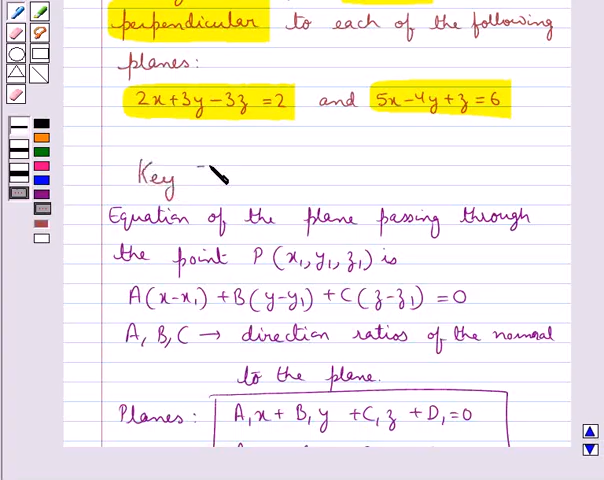 perpendicular to each of the following
planes:
2x+3y-3z=2 and 5x-4y+z=6
Key
Equation of the plane passing through
the point P(x₁,y₁,z₁) is
A(x-x₁)+B(y-y₁)+C(z-z₁)=0
A, B, C → direction ratios of the normal
to the plane.
Planes: A₁x+B₁y+C₁z+D₁=0